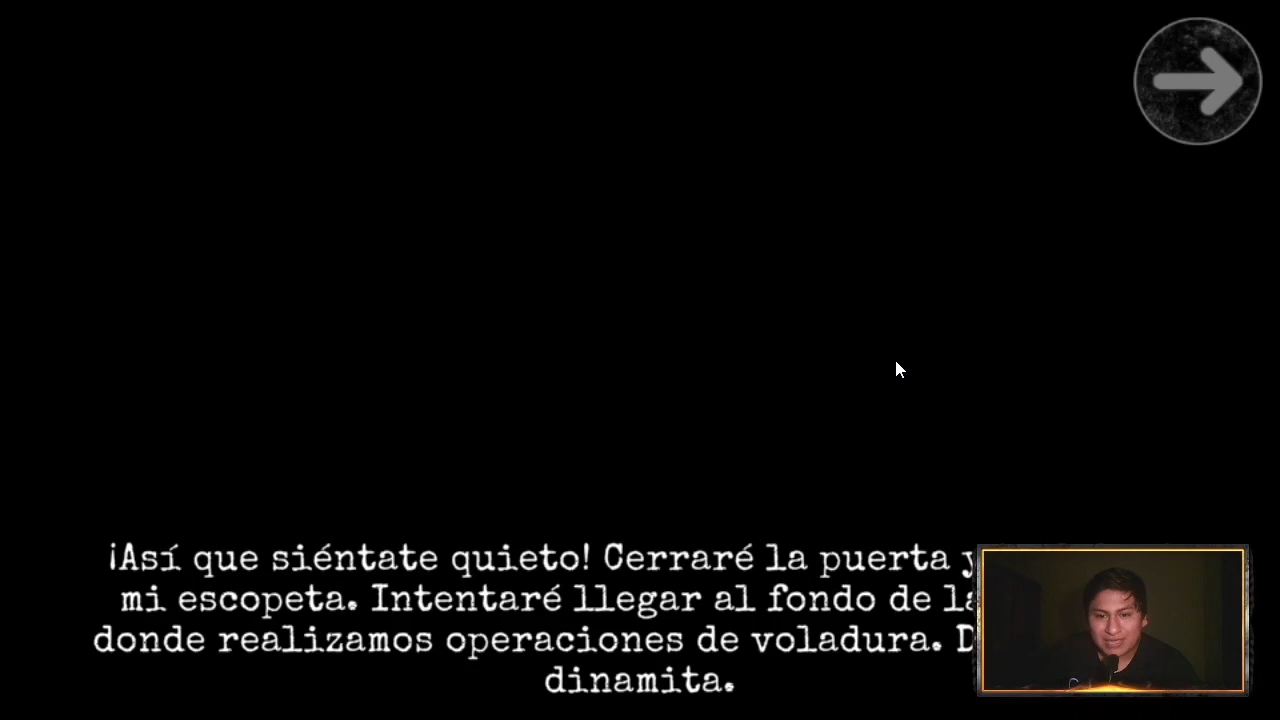 ¡Así que siéntate quieto! Cerraré la puerta y
mi escopeta. Intentaré llegar al fondo de
donde realizamos operaciones de voladura.
dinamita.